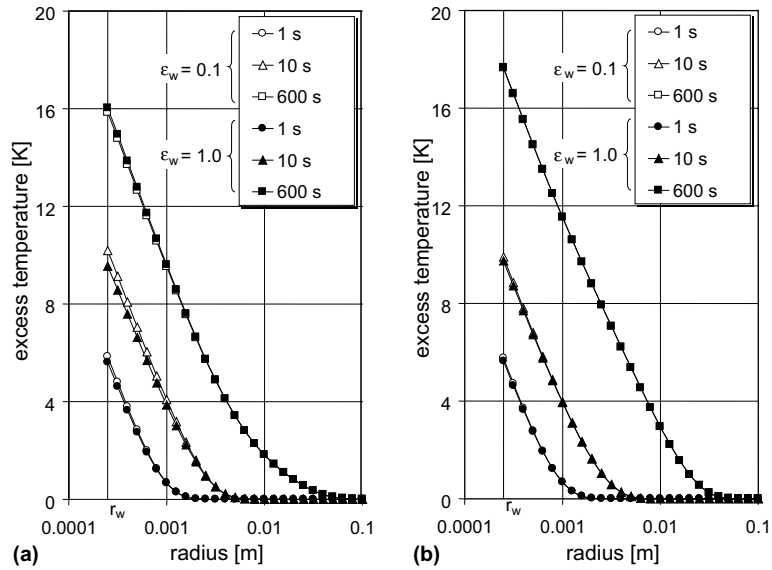 20
16
12
8
4
0
excess temperature [K]
εw = 0.1
1 s
10 s
600 s
εw = 1.0
1 s
10 s
600 s
0.0001
rw
0.001
0.01
0.1
radius [m]
(a)
20
16
12
8
4
0
excess temperature [K]
εw = 0.1
1 s
10 s
600 s
εw = 1.0
1 s
10 s
600 s
0.0001
rw
0.001
0.01
0.1
radius [m]
(b)